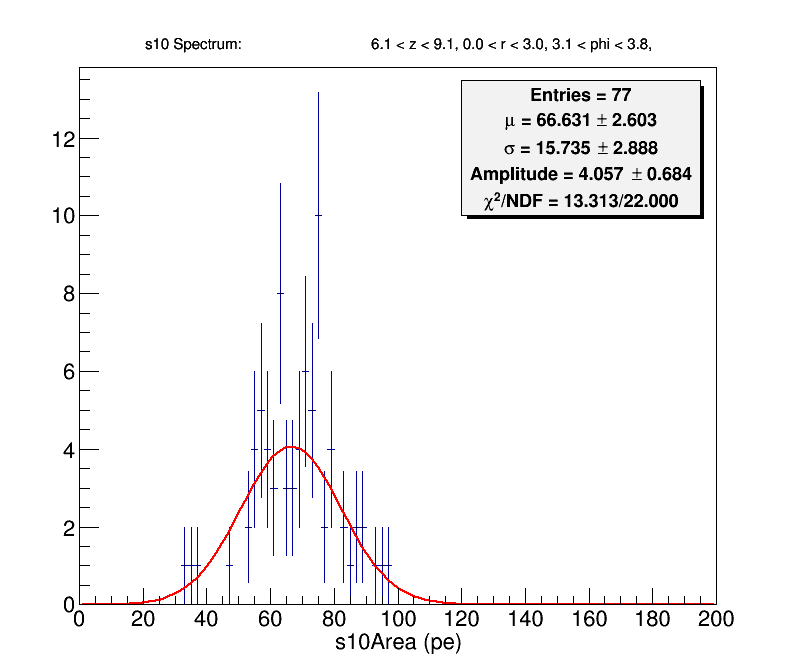 s10 Spectrum: 6.1 < z < 9.1, 0.0 < r < 3.0, 3.1 < phi < 3.8,
Entries = 77
μ = 66.631 ± 2.603
σ = 15.735 ± 2.888
Amplitude = 4.057 ± 0.684
χ²/NDF = 13.313/22.000
12
10
8
6
4
2
0
0 20 40 60 80 100 120 140 160 180 200
s10Area (pe)